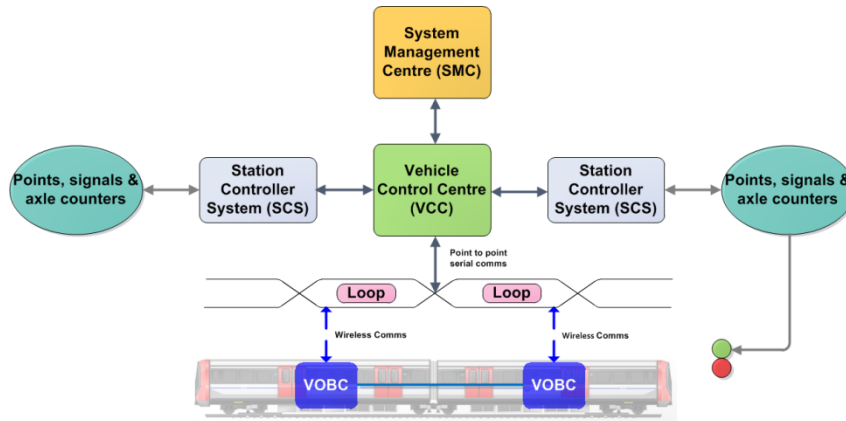 System
Management
Centre (SMC)
Points, signals &
axle counters
Station
Controller
System (SCS)
Vehicle
Control Centre
(VCC)
Station
Controller
System (SCS)
Points, signals &
axle counters
Point to point
serial comms
Loop
Loop
Wireless Comms
Wireless Comms
VOBC
VOBC